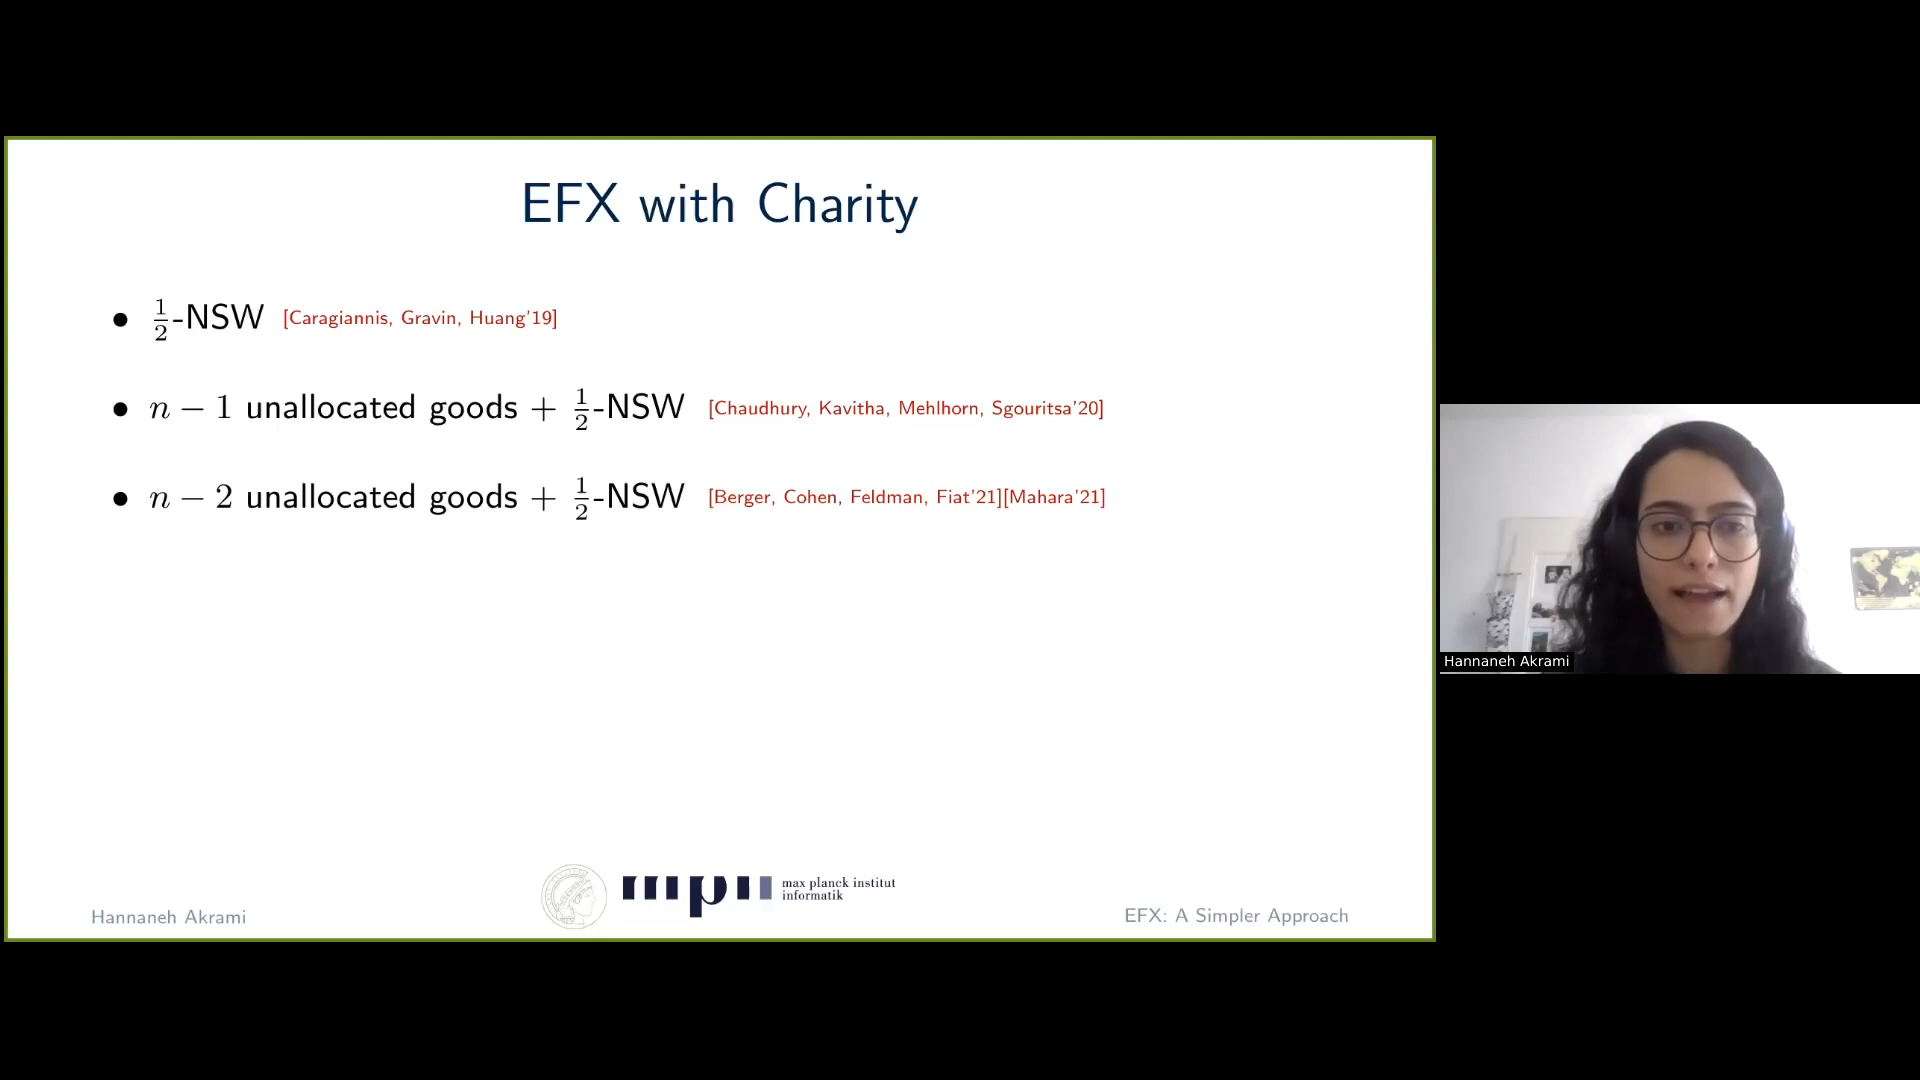 EFX with Charity
• 1/2-NSW [Caragiannis, Gravin, Huang'19]
• n − 1 unallocated goods + 1/2-NSW [Chaudhury, Kavitha, Mehlhorn, Sgouritsa'20]
• n − 2 unallocated goods + 1/2-NSW [Berger, Cohen, Feldman, Fiat'21][Mahara'21]
Hannaneh Akrami
mpii max planck institut
informatik
Hannaneh Akrami
EFX: A Simpler Approach